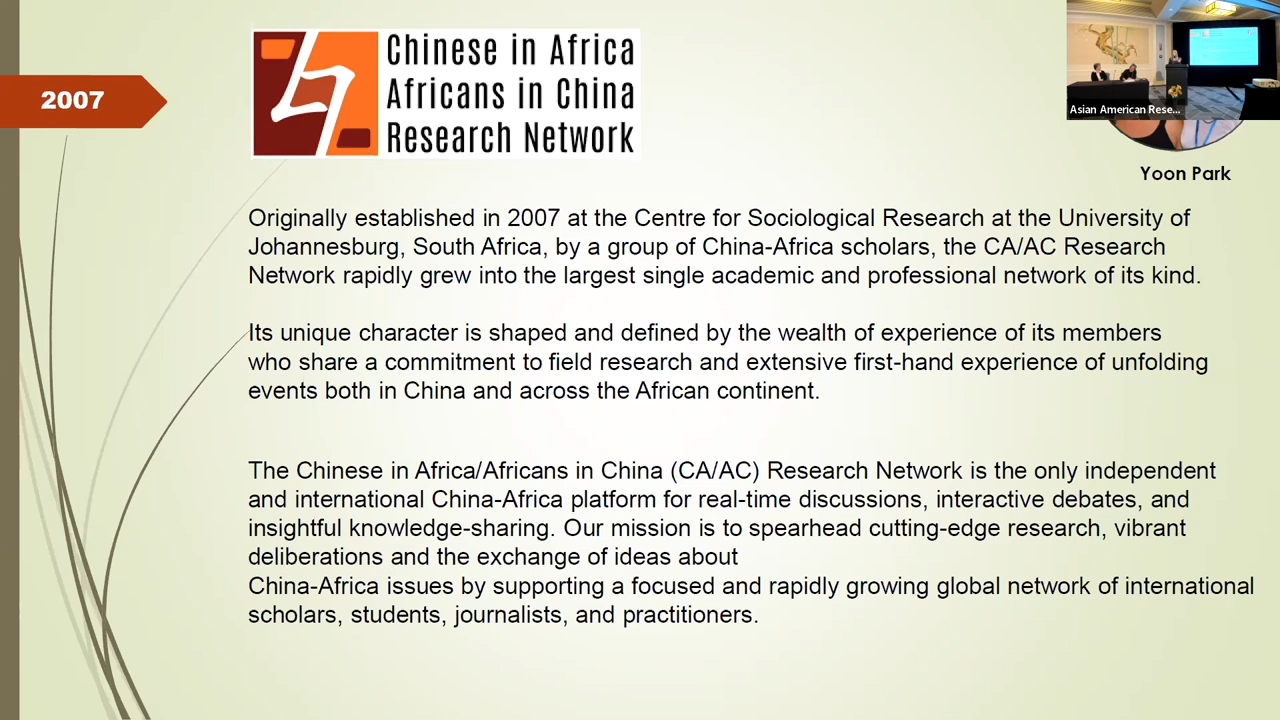 2007
Chinese in Africa
Africans in China
Research Network
Asian American Rese...
Yoon Park
Originally established in 2007 at the Centre for Sociological Research at the University of
Johannesburg, South Africa, by a group of China-Africa scholars, the CA/AC Research
Network rapidly grew into the largest single academic and professional network of its kind.
Its unique character is shaped and defined by the wealth of experience of its members
who share a commitment to field research and extensive first-hand experience of unfolding
events both in China and across the African continent.
The Chinese in Africa/Africans in China (CA/AC) Research Network is the only independent
and international China-Africa platform for real-time discussions, interactive debates, and
insightful knowledge-sharing. Our mission is to spearhead cutting-edge research, vibrant
deliberations and the exchange of ideas about
China-Africa issues by supporting a focused and rapidly growing global network of international
scholars, students, journalists, and practitioners.